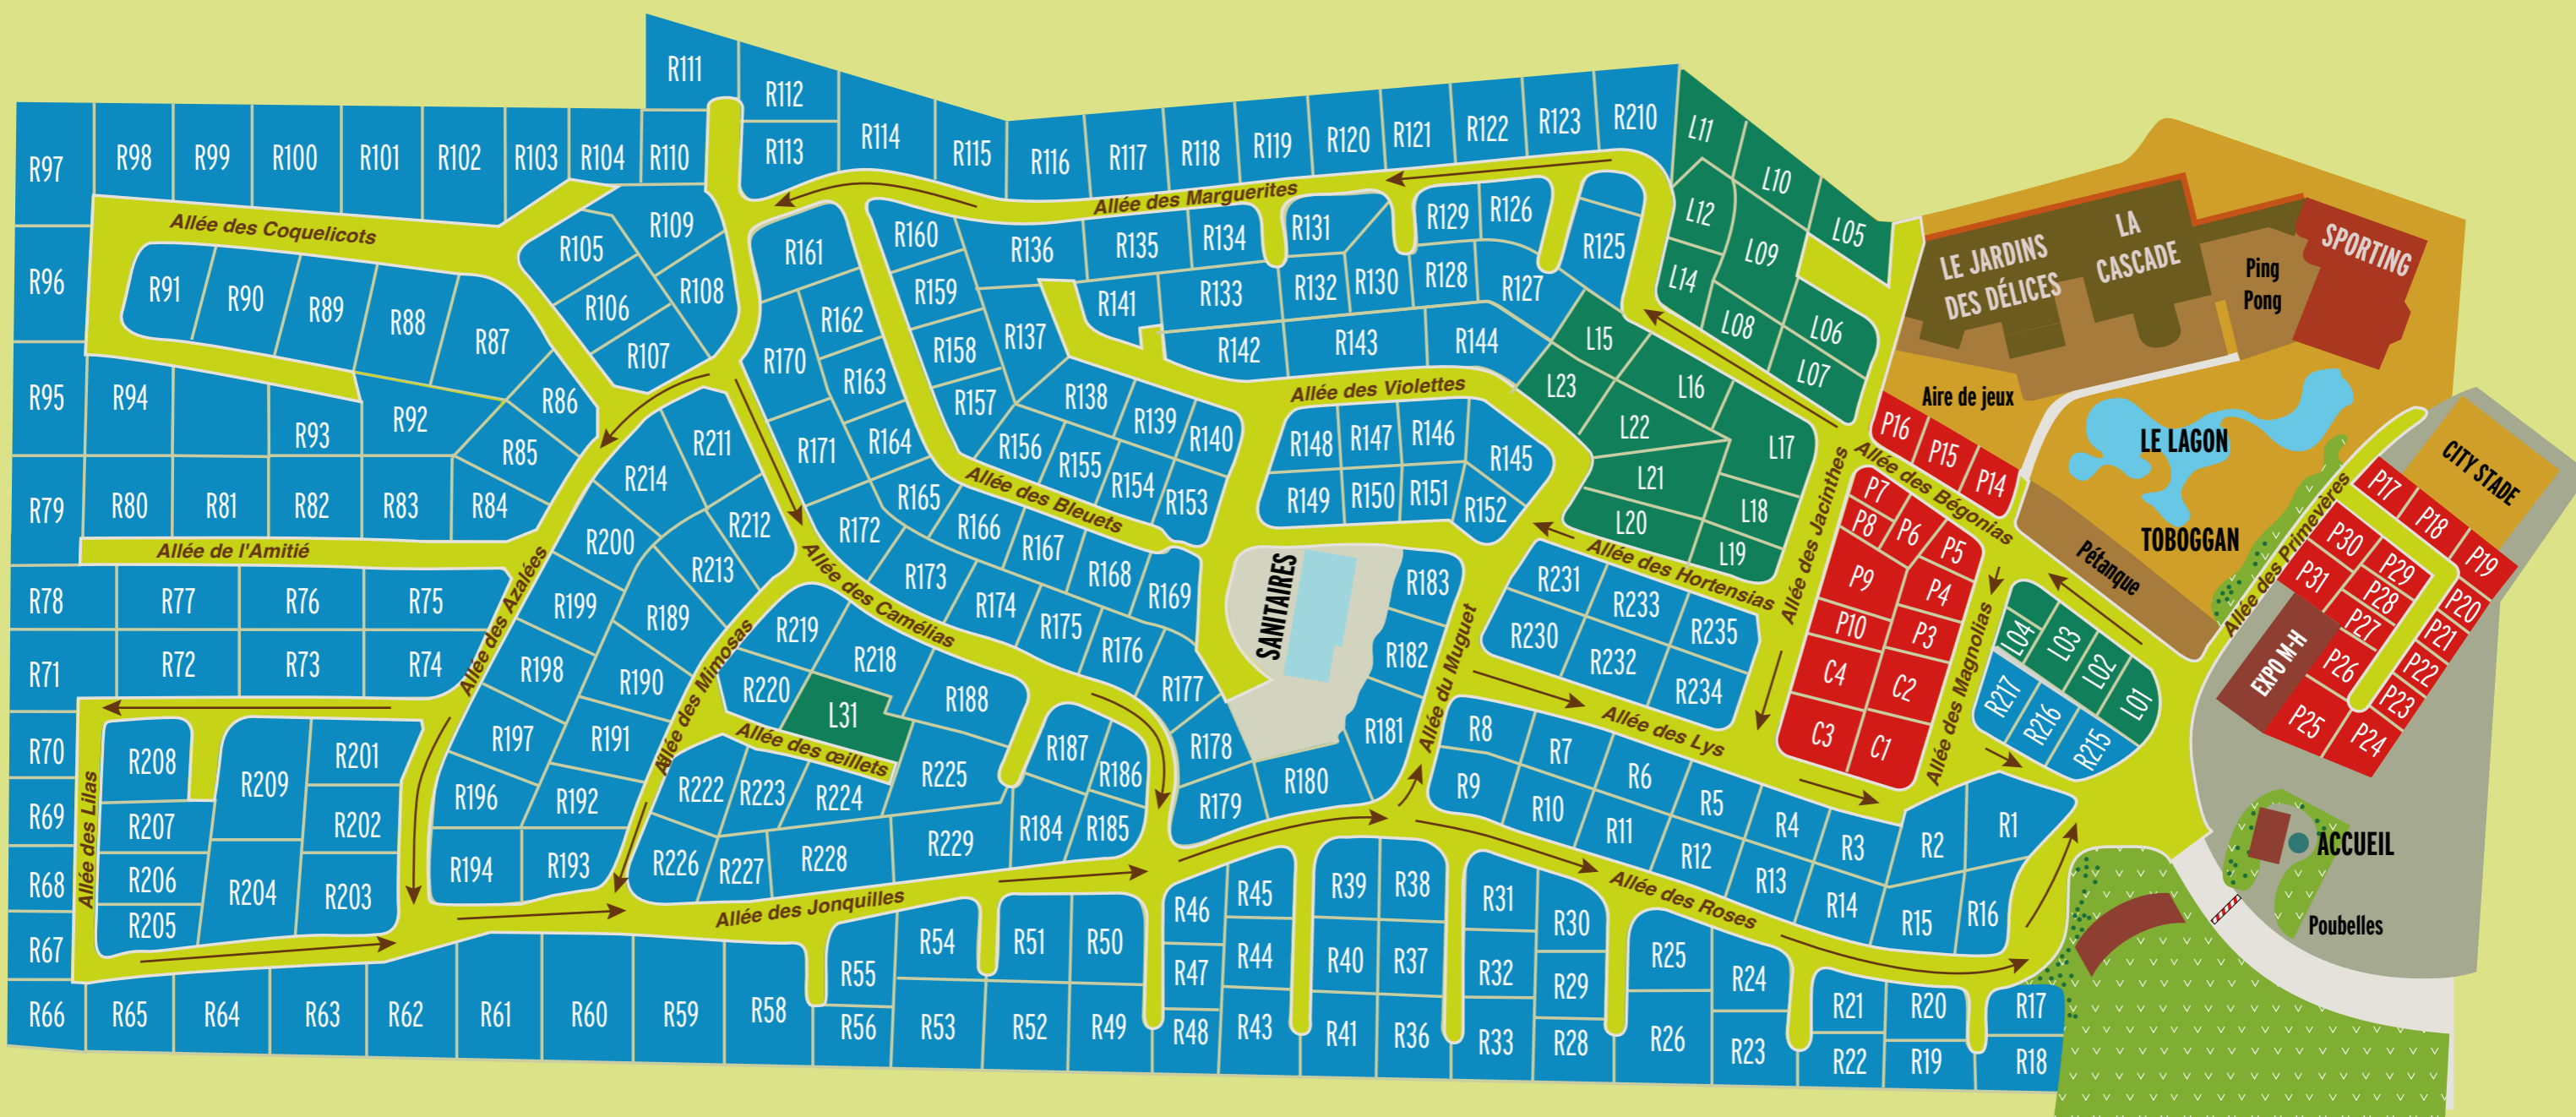 R111
R112
R97
R98
R99
R100
R101
R102
R103
R104
R110
R113
R114
R115
R116
R117
R118
R119
R120
R121
R122
R123
R210
L11
L10
L05
L12
L09
L14
L08
L06
L07
Allée des Coquelicots
Allée des Marguerites
R96
R91
R90
R89
R88
R87
R105
R109
R106
R108
R107
R161
R162
R170
R163
R160
R159
R158
R157
R136
R135
R134
R131
R129
R126
R125
R137
R141
R133
R132
R130
R128
R127
R142
R143
R144
L15
L23
L16
L22
L17
L21
L18
L20
L19
LE JARDINS
DES DÉLICES
LA
CASCADE
Ping
Pong
SPORTING
Aire de jeux
LE LAGON
TOBOGGAN
CITY STADE
Pétanque
R95
R94
R93
R92
R86
R85
R79
R80
R81
R82
R83
R84
R211
R214
R212
R213
R200
R171
R164
R172
R165
R166
R167
R168
R169
R173
R174
R175
R176
R177
R138
R139
R140
R156
R155
R154
R153
Allée des Violettes
R148
R147
R146
R145
R149
R150
R151
R152
Allée des Bleuets
Allée de l'Amitié
Allée des Azalées
Allée des Camélias
Allée des Mimosas
Allée des Hortensias
Allée des Jacinthes
Allée des Bégonias
Allée des Magnolias
Allée des Primevères
P16
P15
P14
P7
P8
P6
P5
P9
P4
P10
P3
C4
C2
C3
C1
P17
P18
P19
P30
P29
P31
P28
P20
P27
P21
P26
P22
P23
P25
P24
EXPO M-H
L04
L03
L02
L01
R217
R216
R215
R78
R77
R76
R75
R71
R72
R73
R74
R199
R189
R198
R190
R197
R191
R196
R192
R194
R193
R219
R218
R220
L31
R188
Allée des œillets
R222
R223
R224
R225
R226
R227
R228
R229
R187
R186
R184
R185
R178
R179
R180
R181
R182
R183
SANITAIRES
Allée du Muguet
R231
R233
R235
R230
R232
R234
Allée des Lys
R8
R7
R6
R5
R4
R3
R2
R1
R9
R10
R11
R12
R13
R14
R15
R16
Allée des Roses
R70
R69
R68
R67
R66
Allée des Lilas
R208
R209
R201
R207
R202
R206
R204
R203
R205
Allée des Jonquilles
R65
R64
R63
R62
R61
R60
R59
R58
R55
R56
R54
R53
R51
R52
R50
R49
R46
R47
R48
R45
R44
R43
R39
R40
R41
R38
R37
R36
R31
R32
R33
R30
R29
R28
R25
R26
R24
R23
R21
R22
R20
R19
R17
R18
ACCUEIL
Poubelles